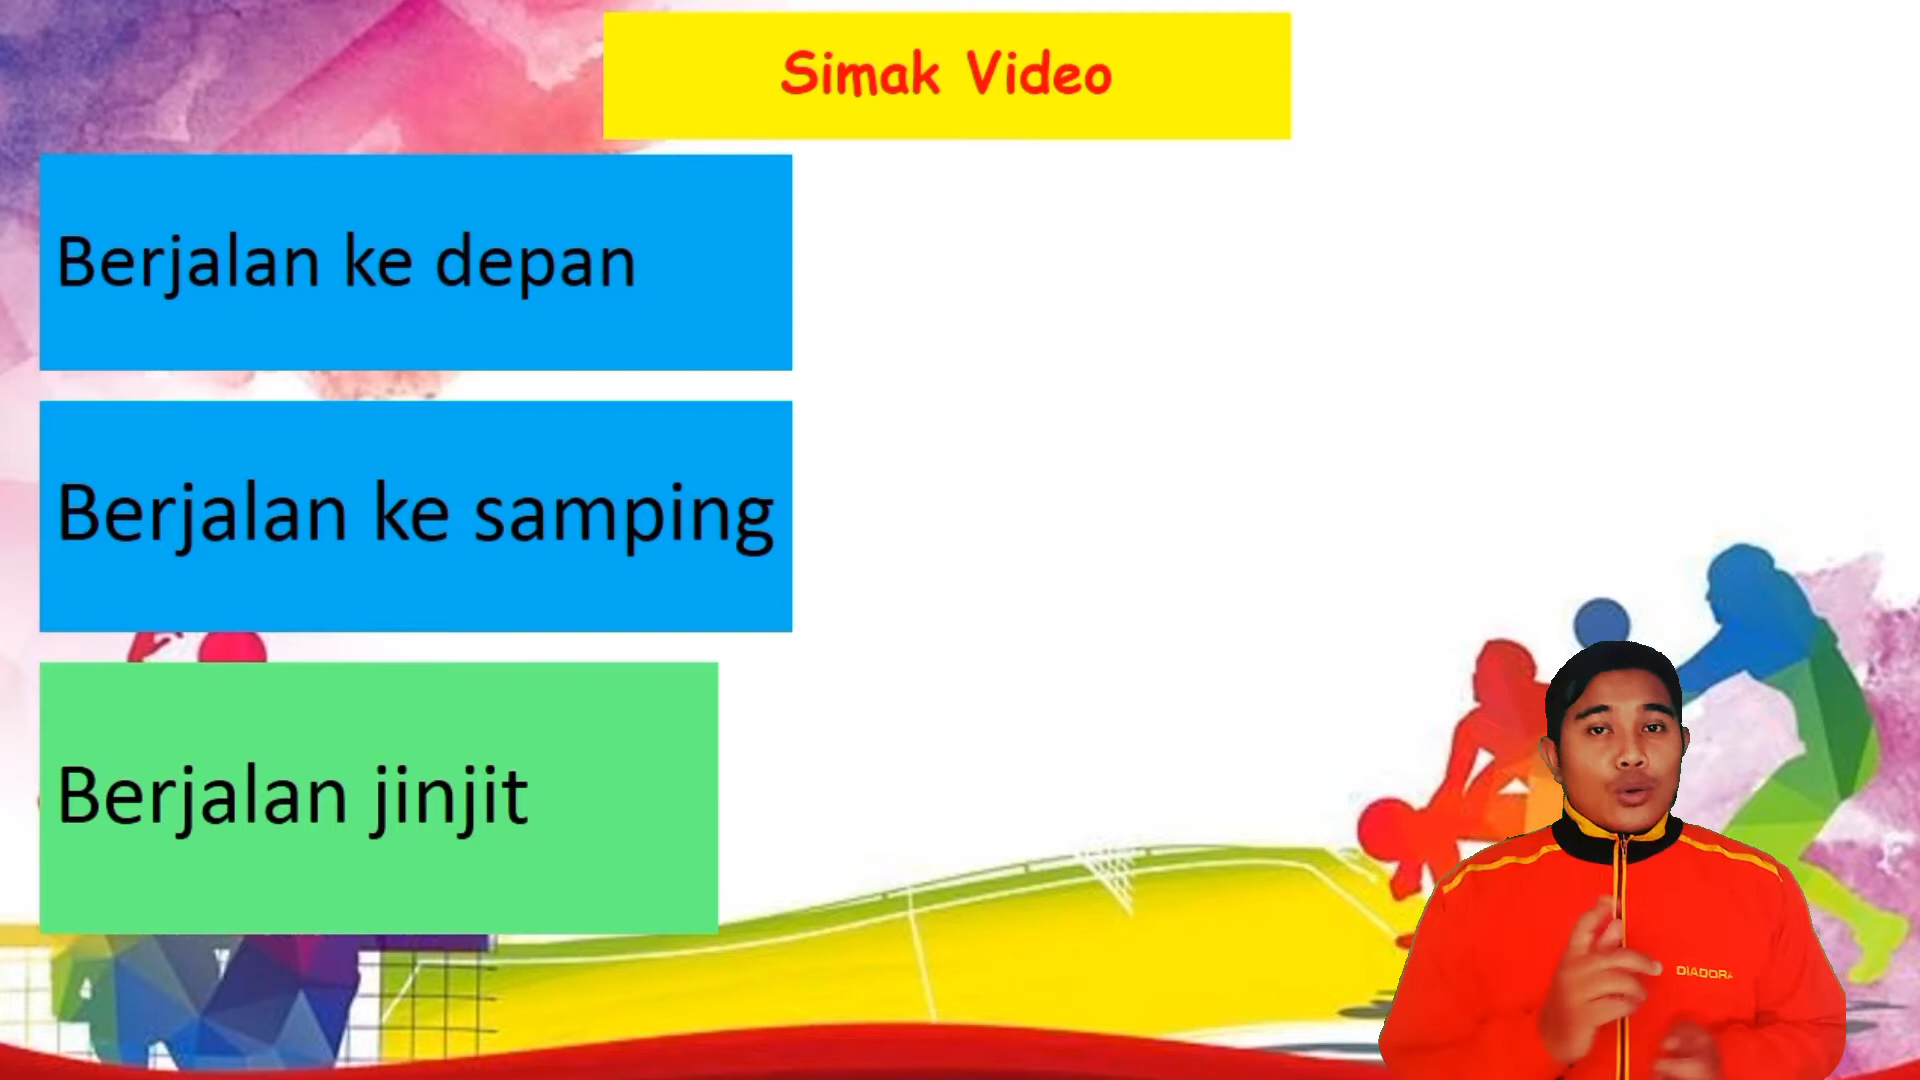 Simak Video
Berjalan ke depan
Berjalan ke samping
Berjalan jinjit
DIADORA